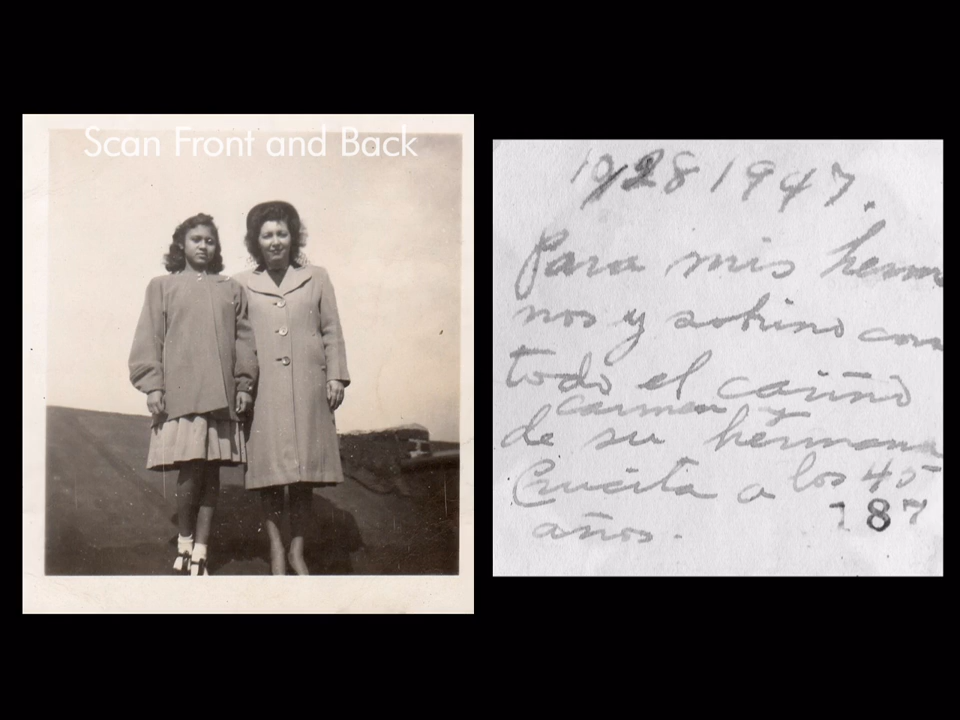 Scan Front and Back
10/28 1947.
Para mis herma
nos y sobrino con
todo el cariño
carmen y
de su hermana
Crucita a los 45
años.
187